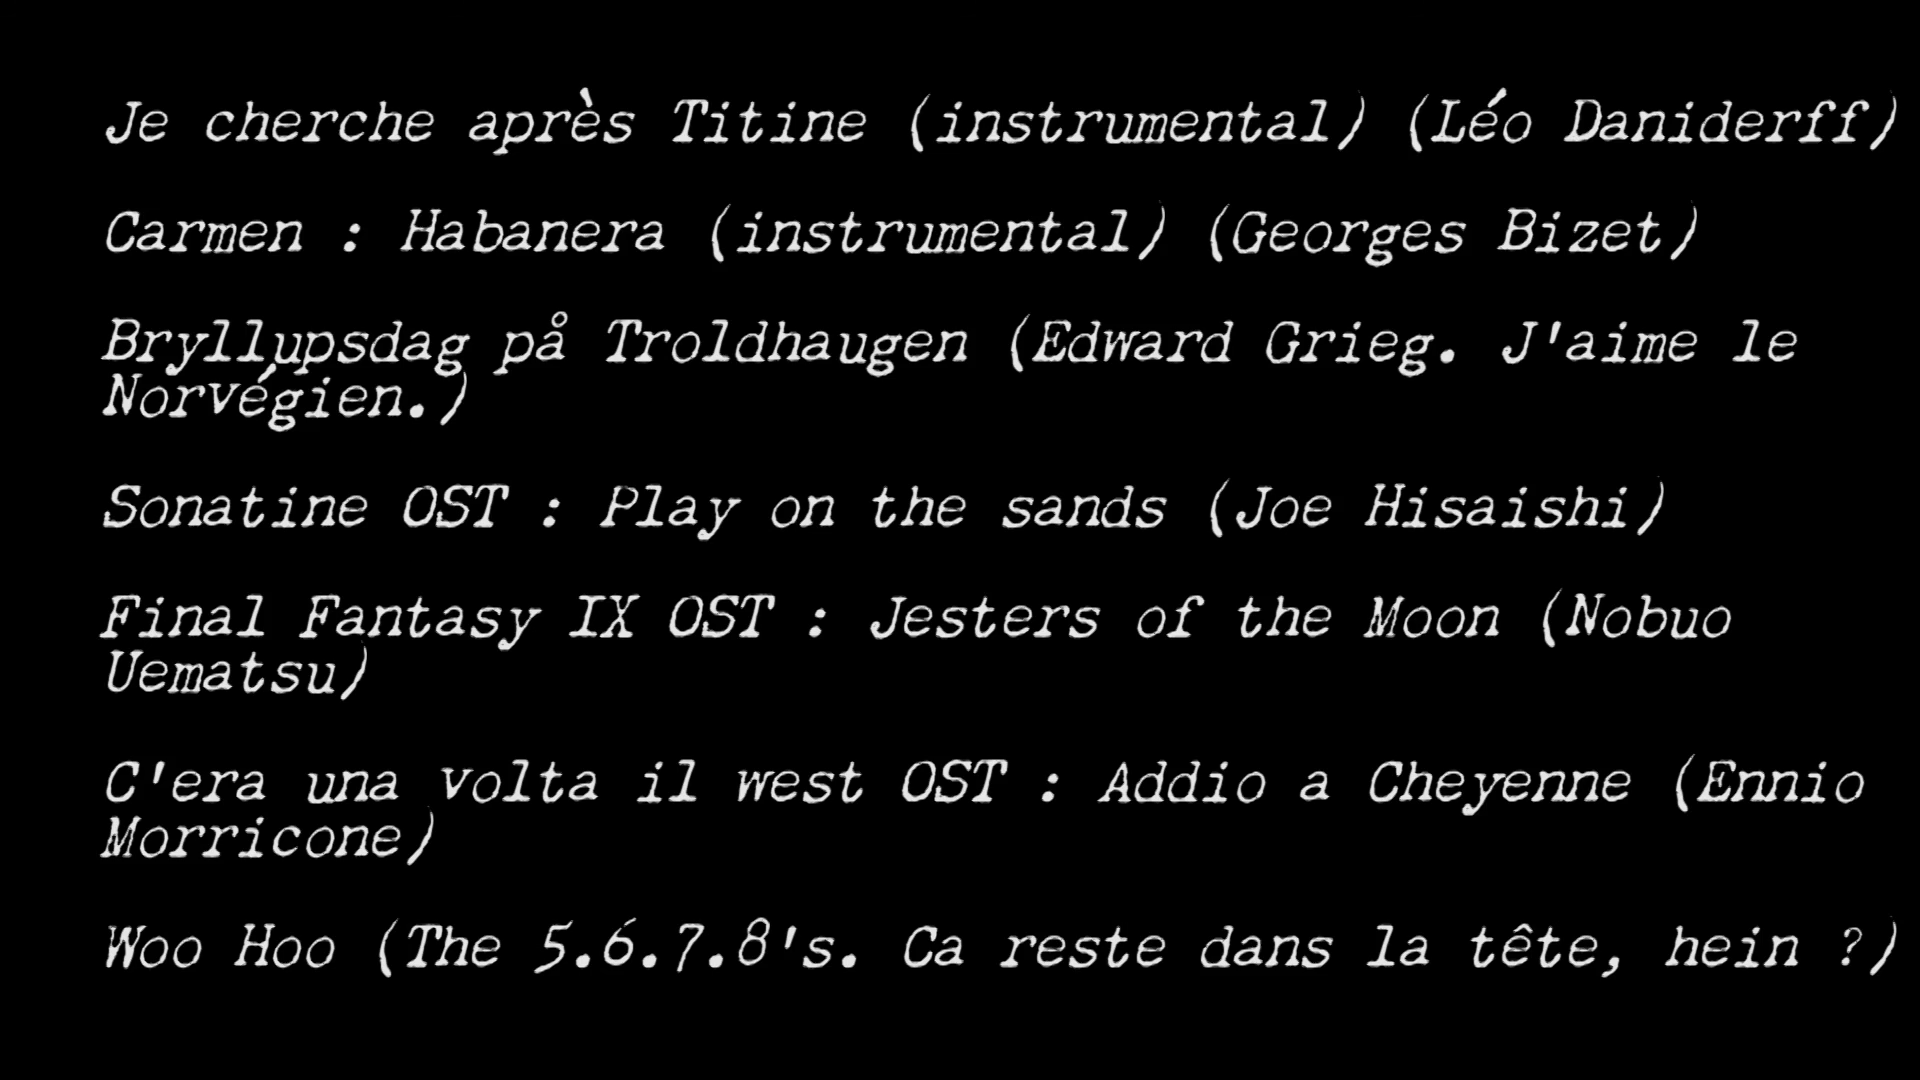 Je cherche après Titine (instrumental) (Léo Daniderff)
Carmen : Habanera (instrumental) (Georges Bizet)
Bryllupsdag på Troldhaugen (Edward Grieg. J'aime le
Norvégien.)
Sonatine OST : Play on the sands (Joe Hisaishi)
Final Fantasy IX OST : Jesters of the Moon (Nobuo
Uematsu)
C'era una volta il west OST : Addio a Cheyenne (Ennio
Morricone)
Woo Hoo (The 5.6.7.8's. Ca reste dans la tête, hein ?)